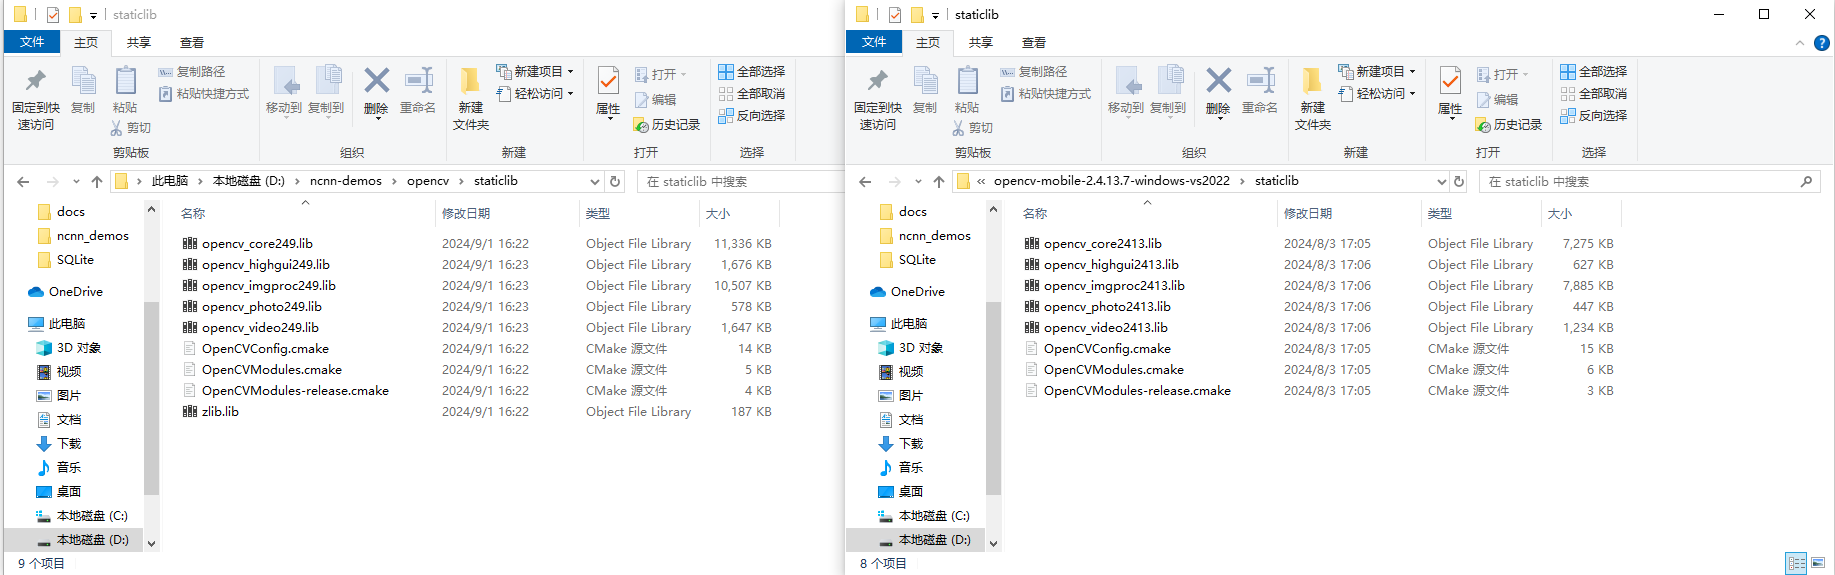 staticlib
文件 主页 共享 查看
固定到快速访问
复制
粘贴
复制路径
粘贴快捷方式
剪切
剪贴板
移动到 复制到 删除 重命名
组织
新建文件夹
新建项目
轻松访问
新建
属性
打开
编辑
历史记录
打开
全部选择
全部取消
反向选择
选择
此电脑 本地磁盘 (D:) ncnn-demos opencv staticlib
在 staticlib 中搜索
docs
ncnn_demos
SQLite
OneDrive
此电脑
3D 对象
视频
图片
文档
下载
音乐
桌面
本地磁盘 (C:)
本地磁盘 (D:)
名称 修改日期 类型 大小
opencv_core249.lib 2024/9/1 16:22 Object File Library 11,336 KB
opencv_highgui249.lib 2024/9/1 16:23 Object File Library 1,676 KB
opencv_imgproc249.lib 2024/9/1 16:23 Object File Library 10,507 KB
opencv_photo249.lib 2024/9/1 16:23 Object File Library 578 KB
opencv_video249.lib 2024/9/1 16:23 Object File Library 1,647 KB
OpenCVConfig.cmake 2024/9/1 16:22 CMake 源文件 14 KB
OpenCVModules.cmake 2024/9/1 16:22 CMake 源文件 5 KB
OpenCVModules-release.cmake 2024/9/1 16:22 CMake 源文件 4 KB
zlib.lib 2024/9/1 16:22 Object File Library 187 KB
9 个项目
staticlib
文件 主页 共享 查看
固定到快速访问
复制
粘贴
复制路径
粘贴快捷方式
剪切
剪贴板
移动到 复制到 删除 重命名
组织
新建文件夹
新建项目
轻松访问
新建
属性
打开
编辑
历史记录
打开
全部选择
全部取消
反向选择
选择
« opencv-mobile-2.4.13.7-windows-vs2022 staticlib
在 staticlib 中搜索
docs
ncnn_demos
SQLite
OneDrive
此电脑
3D 对象
视频
图片
文档
下载
音乐
桌面
本地磁盘 (C:)
本地磁盘 (D:)
名称 修改日期 类型 大小
opencv_core2413.lib 2024/8/3 17:05 Object File Library 7,275 KB
opencv_highgui2413.lib 2024/8/3 17:06 Object File Library 627 KB
opencv_imgproc2413.lib 2024/8/3 17:06 Object File Library 7,885 KB
opencv_photo2413.lib 2024/8/3 17:06 Object File Library 447 KB
opencv_video2413.lib 2024/8/3 17:06 Object File Library 1,234 KB
OpenCVConfig.cmake 2024/8/3 17:05 CMake 源文件 15 KB
OpenCVModules.cmake 2024/8/3 17:05 CMake 源文件 6 KB
OpenCVModules-release.cmake 2024/8/3 17:05 CMake 源文件 3 KB
8 个项目